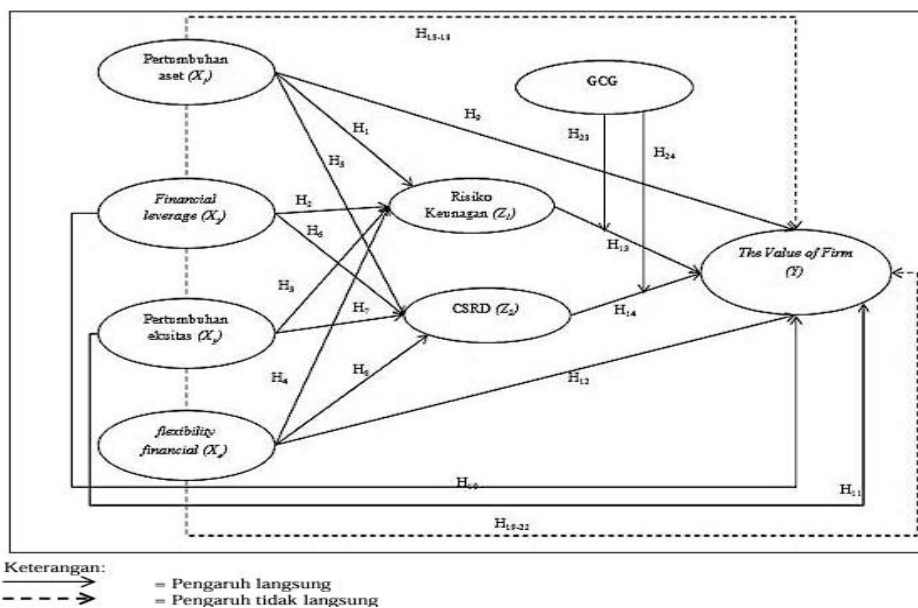 H15-18
Pertumbuhan
aset (X1)
GCG
H9
H1
H23
H5
H24
Financial
leverage (X2)
H2
Risiko
Keunagan (Z1)
H6
H13
The Value of Firm
(Y)
H3
Pertumbuhan
ekuitas (X3)
H7
CSRD (Z2)
H14
H4
H8
H12
flexibility
financial (X4)
H10
H11
H19-22
Keterangan:
= Pengaruh langsung
= Pengaruh tidak langsung